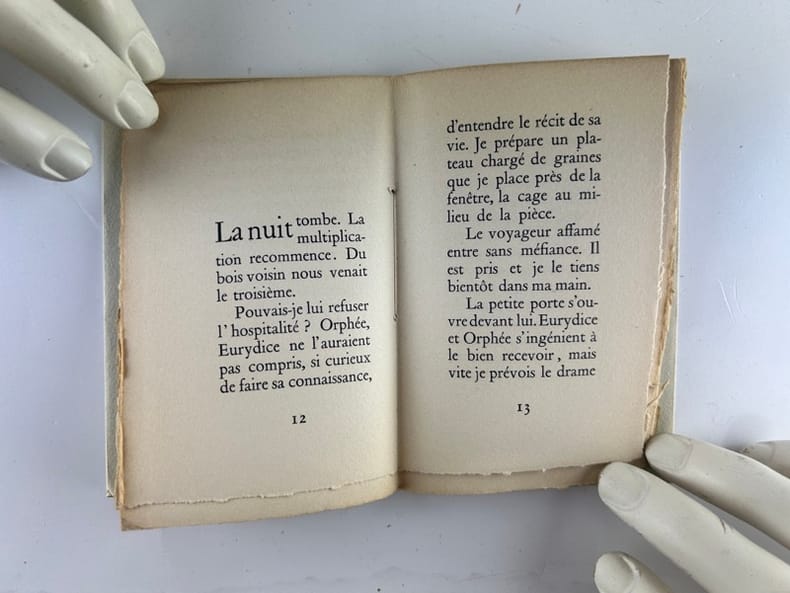 La nuit tombe. La
multiplica-
tion recommence. Du
bois voisin nous venait
le troisième.
Pouvais-je lui refuser
l'hospitalité ? Orphée,
Eurydice ne l'auraient
pas compris, si curieux
de faire sa connaissance,
12
d'entendre le récit de sa
vie. Je prépare un pla-
teau chargé de graines
que je place près de la
fenêtre, la cage au mi-
lieu de la pièce.
Le voyageur affamé
entre sans méfiance. Il
est pris et je le tiens
bientôt dans ma main.
La petite porte s'ou-
vre devant lui. Eurydice
et Orphée s'ingénient à
le bien recevoir, mais
vite je prévois le drame
13